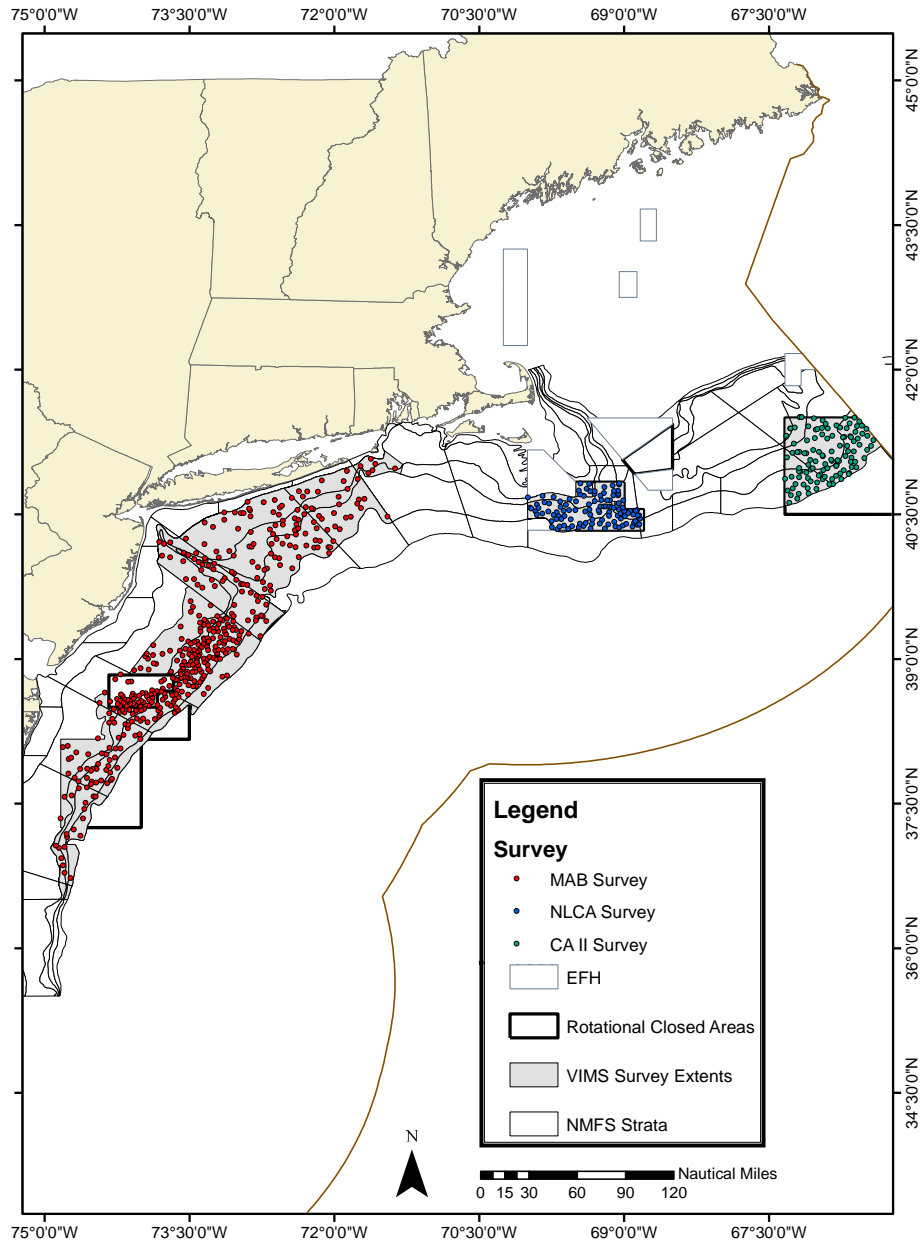 75°0'0"W 73°30'0"W 72°0'0"W 70°30'0"W 69°0'0"W 67°30'0"W
45°0'0"N
43°30'0"N
42°0'0"N
40°30'0"N
39°0'0"N
37°30'0"N
36°0'0"N
34°30'0"N
Legend
Survey
MAB Survey
NLCA Survey
CA II Survey
EFH
Rotational Closed Areas
VIMS Survey Extents
NMFS Strata
N
Nautical Miles
0 15 30 60 90 120
75°0'0"W 73°30'0"W 72°0'0"W 70°30'0"W 69°0'0"W 67°30'0"W